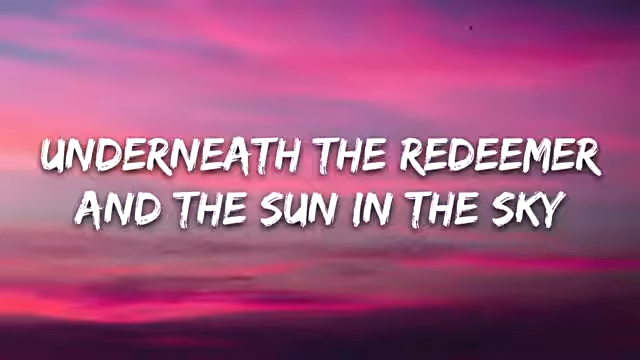 UNDERNEATH THE REDEEMER
AND THE SUN IN THE SKY